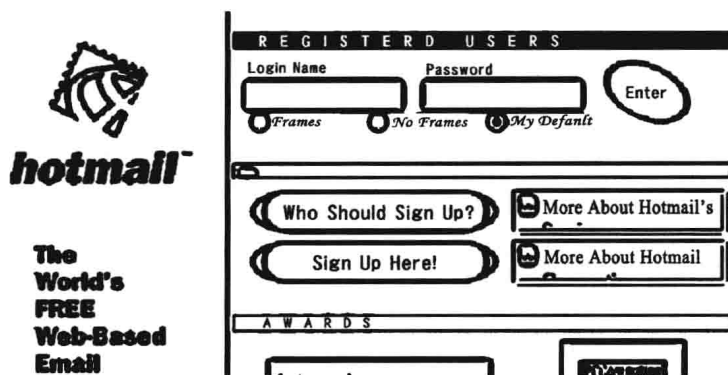 hotmail™
The
World's
FREE
Web-Based
Email
REGISTERD USERS
Login Name
Password
Enter
Frames
No Frames
My Defanlt
Who Should Sign Up?
More About Hotmail's
Sign Up Here!
More About Hotmail
AWARDS